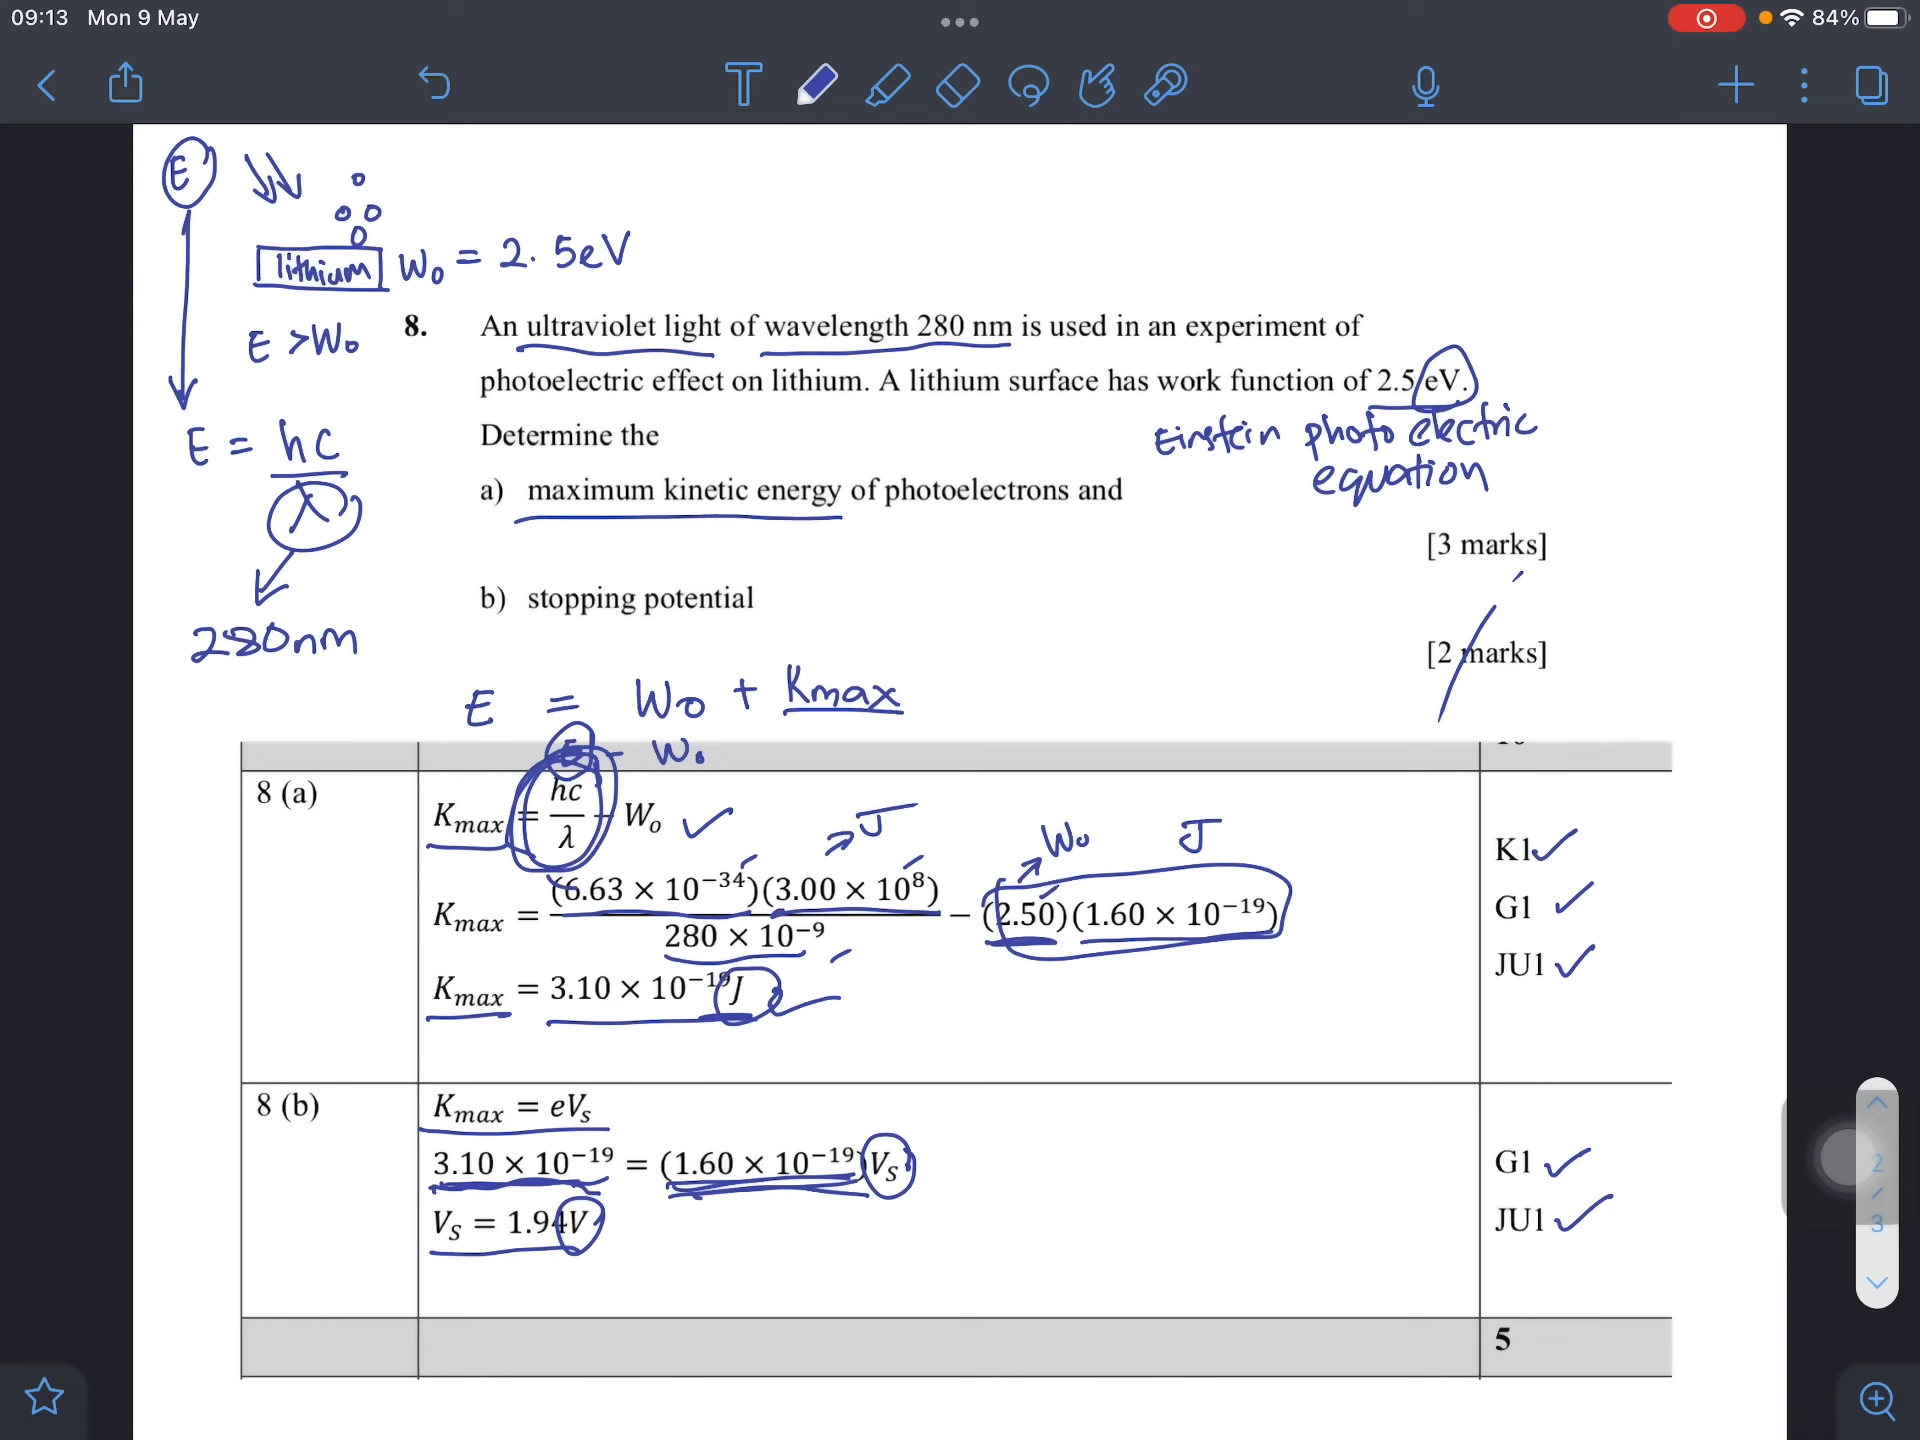 09:13 Mon 9 May
84%
T
E
lithium W₀ = 2.5eV
E > W₀
8. An ultraviolet light of wavelength 280 nm is used in an experiment of
photoelectric effect on lithium. A lithium surface has work function of 2.5 eV.
Determine the
Einstein photo electric
equation
a) maximum kinetic energy of photoelectrons and
[3 marks]
b) stopping potential
[2 marks]
E = hc
λ
280nm
E = W₀ + Kmax
E - W₀
8 (a)
Kmax = hc/λ − Wo
J
W₀ J
Kmax = (6.63 × 10⁻³⁴)(3.00 × 10⁸) / 280 × 10⁻⁹ − (2.50)(1.60 × 10⁻¹⁹)
Kmax = 3.10 × 10⁻¹⁹J
K1
G1
JU1
8 (b)
Kmax = eVs
3.10 × 10⁻¹⁹ = (1.60 × 10⁻¹⁹)Vs
Vs = 1.94V
G1
JU1
5
2
/
3